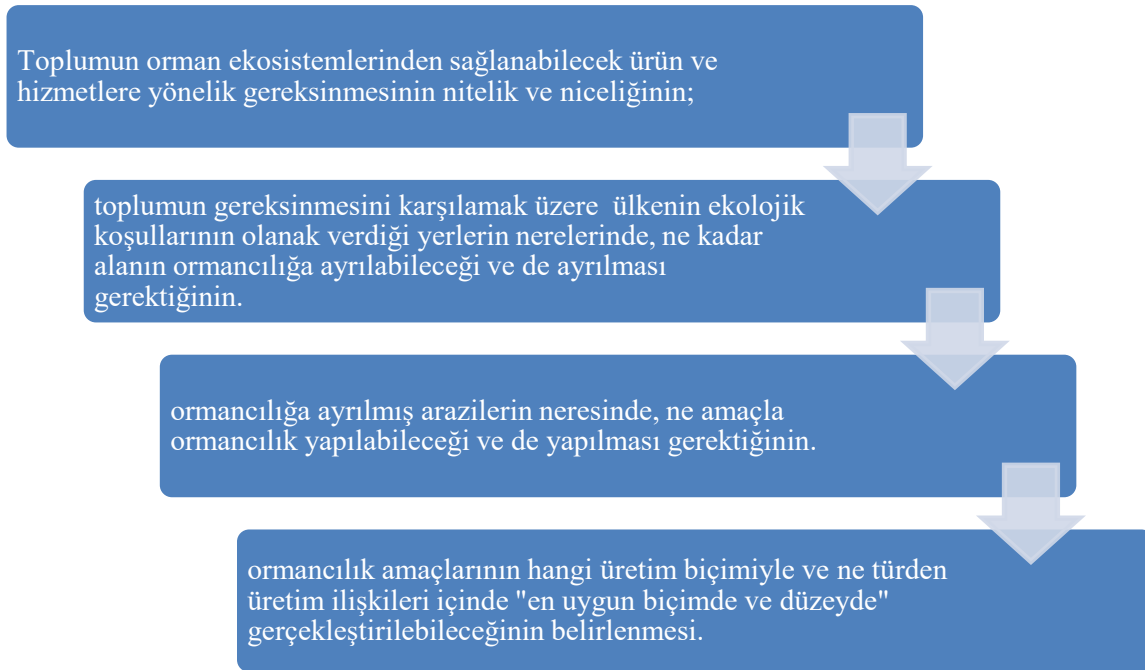 Toplumun orman ekosistemlerinden sağlanabilecek ürün ve
hizmetlere yönelik gereksinmesinin nitelik ve niceliğinin;
toplumun gereksinmesini karşılamak üzere  ülkenin ekolojik
koşullarının olanak verdiği yerlerin nerelerinde, ne kadar
alanın ormancılığa ayrılabileceği ve de ayrılması
gerektiğinin.
ormancılığa ayrılmış arazilerin neresinde, ne amaçla
ormancılık yapılabileceği ve de yapılması gerektiğinin.
ormancılık amaçlarının hangi üretim biçimiyle ve ne türden
üretim ilişkileri içinde "en uygun biçimde ve düzeyde"
gerçekleştirilebileceğinin belirlenmesi.